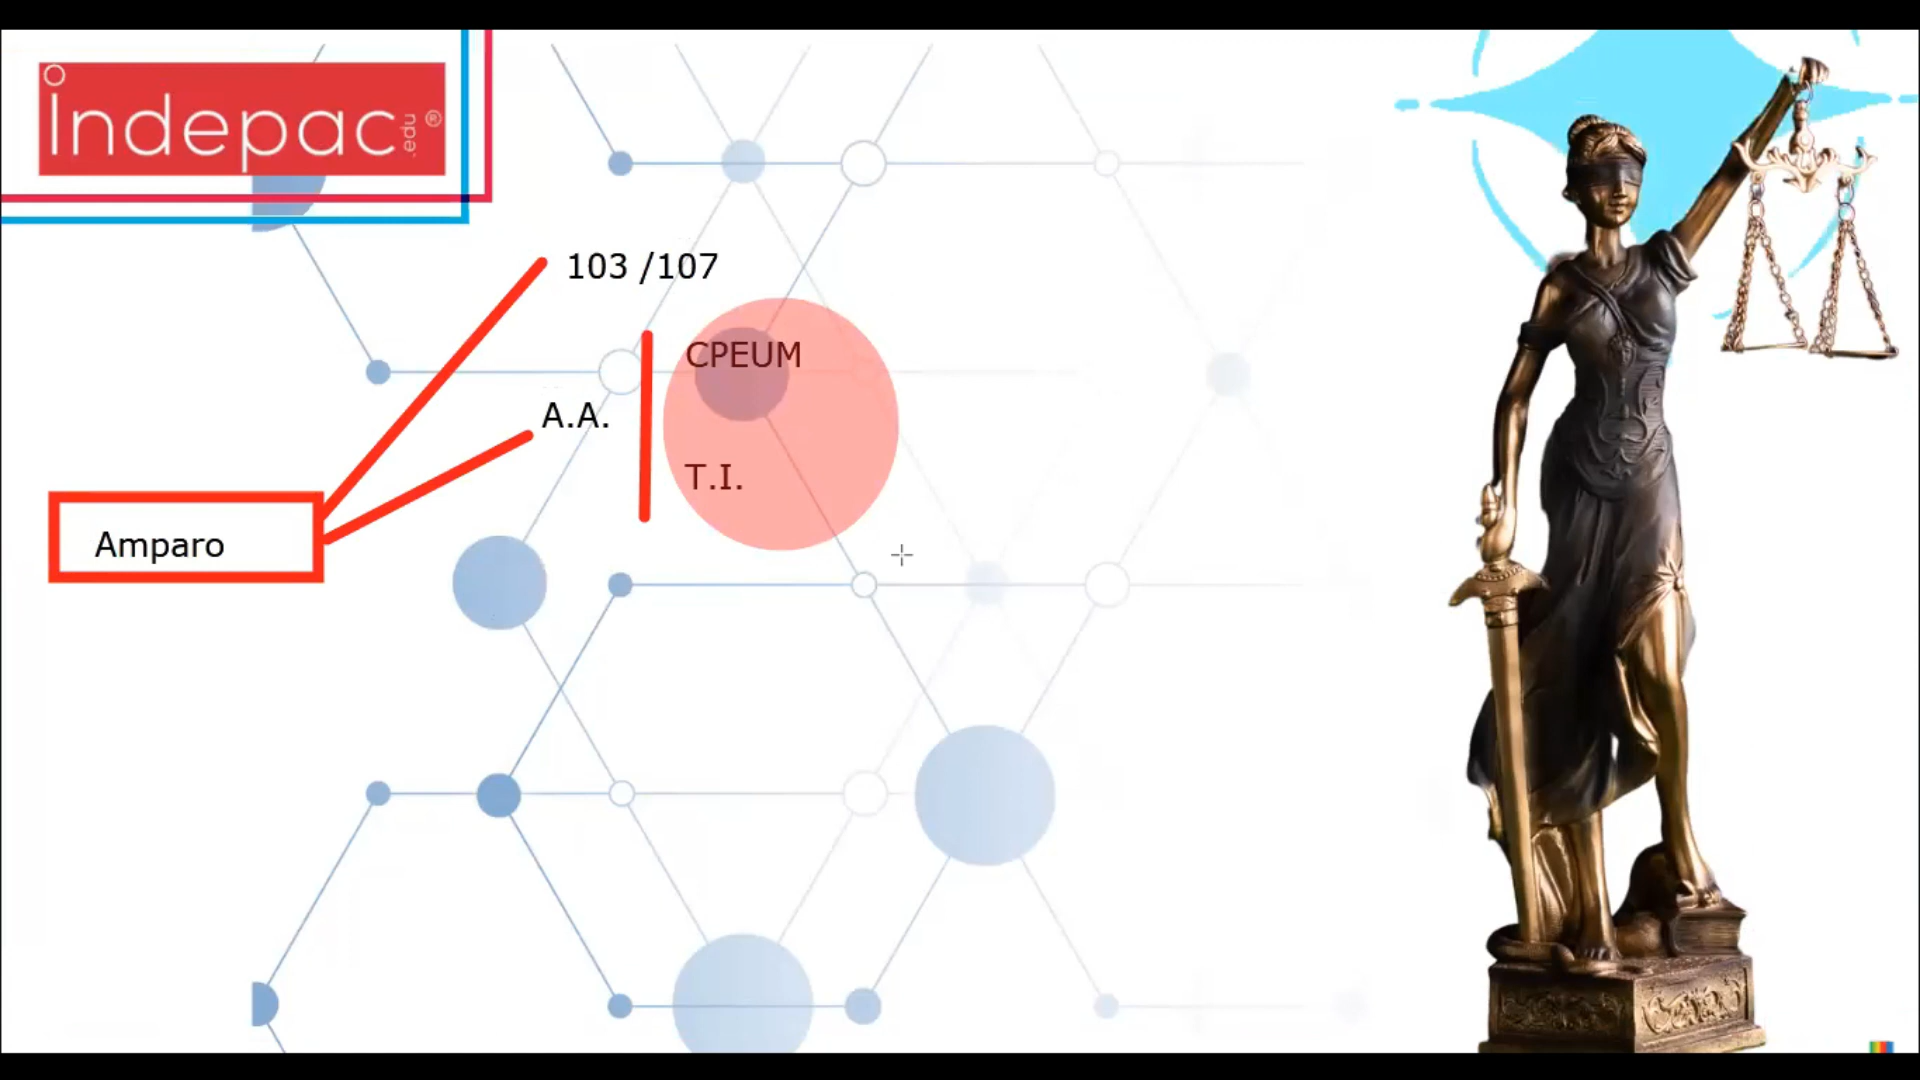 indepac .edu ®
103 /107
CPEUM
A.A.
T.I.
Amparo